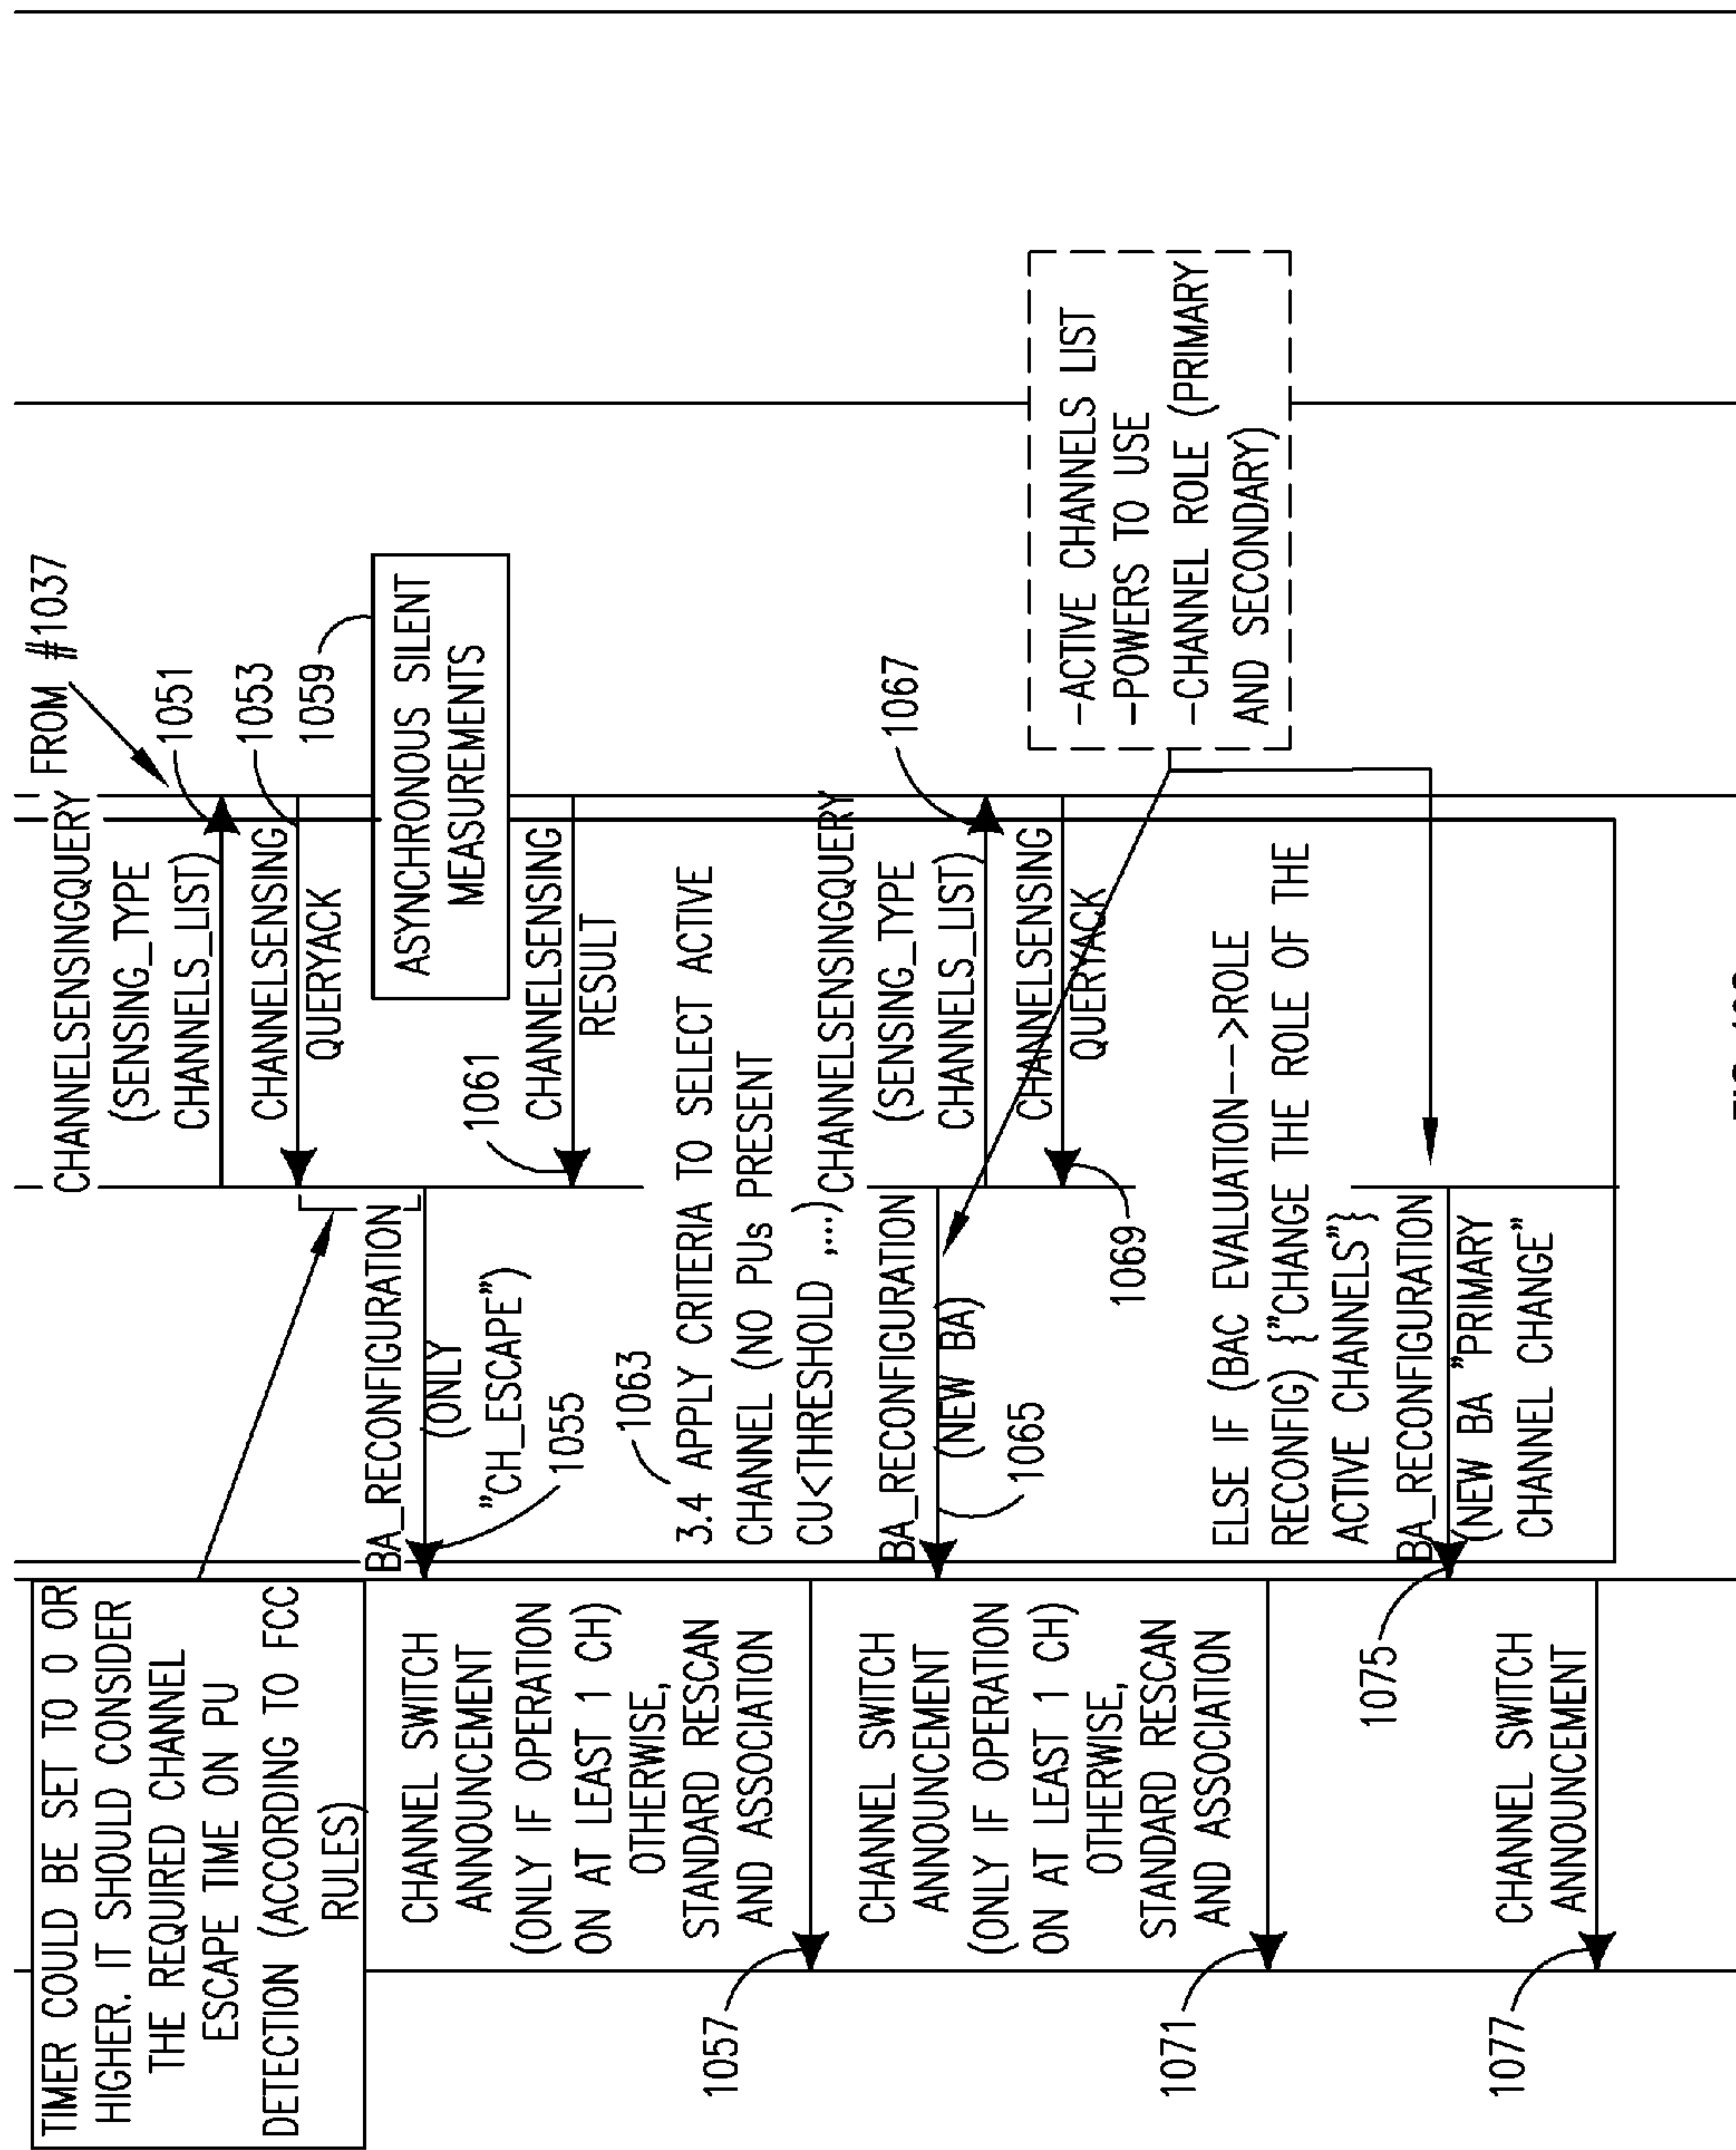 TIMER COULD BE SET TO 0 OR
HIGHER. IT SHOULD CONSIDER
THE REQUIRED CHANNEL
ESCAPE TIME ON PU
DETECTION (ACCORDING TO FCC
RULES)
CHANNELSENSINGQUERY
(SENSING_TYPE
CHANNELS_LIST)
FROM #1037
1051
CHANNELSENSING
QUERYACK
1053
1059
ASYNCHRONOUS SILENT
MEASUREMENTS
BA_RECONFIGURATION
(ONLY
"CH_ESCAPE")
1055
CHANNEL SWITCH
ANNOUNCEMENT
(ONLY IF OPERATION
ON AT LEAST 1 CH)
OTHERWISE,
STANDARD RESCAN
AND ASSOCIATION
1057
1061
CHANNELSENSING
RESULT
1063
3.4 APPLY CRITERIA TO SELECT ACTIVE
CHANNEL (NO PUs PRESENT
CU<THRESHOLD ,...)
CHANNELSENSINGQUERY
(SENSING_TYPE
CHANNELS_LIST)
1067
BA_RECONFIGURATION
(NEW BA)
1065
CHANNELSENSING
QUERYACK
1069
-ACTIVE CHANNELS LIST
-POWERS TO USE
-CHANNEL ROLE (PRIMARY
AND SECONDARY)
CHANNEL SWITCH
ANNOUNCEMENT
(ONLY IF OPERATION
ON AT LEAST 1 CH)
OTHERWISE,
STANDARD RESCAN
AND ASSOCIATION
1071
ELSE IF (BAC EVALUATION-->ROLE
RECONFIG) {"CHANGE THE ROLE OF THE
ACTIVE CHANNELS"}
BA_RECONFIGURATION
(NEW BA "PRIMARY
CHANNEL CHANGE"
1075
CHANNEL SWITCH
ANNOUNCEMENT
1077